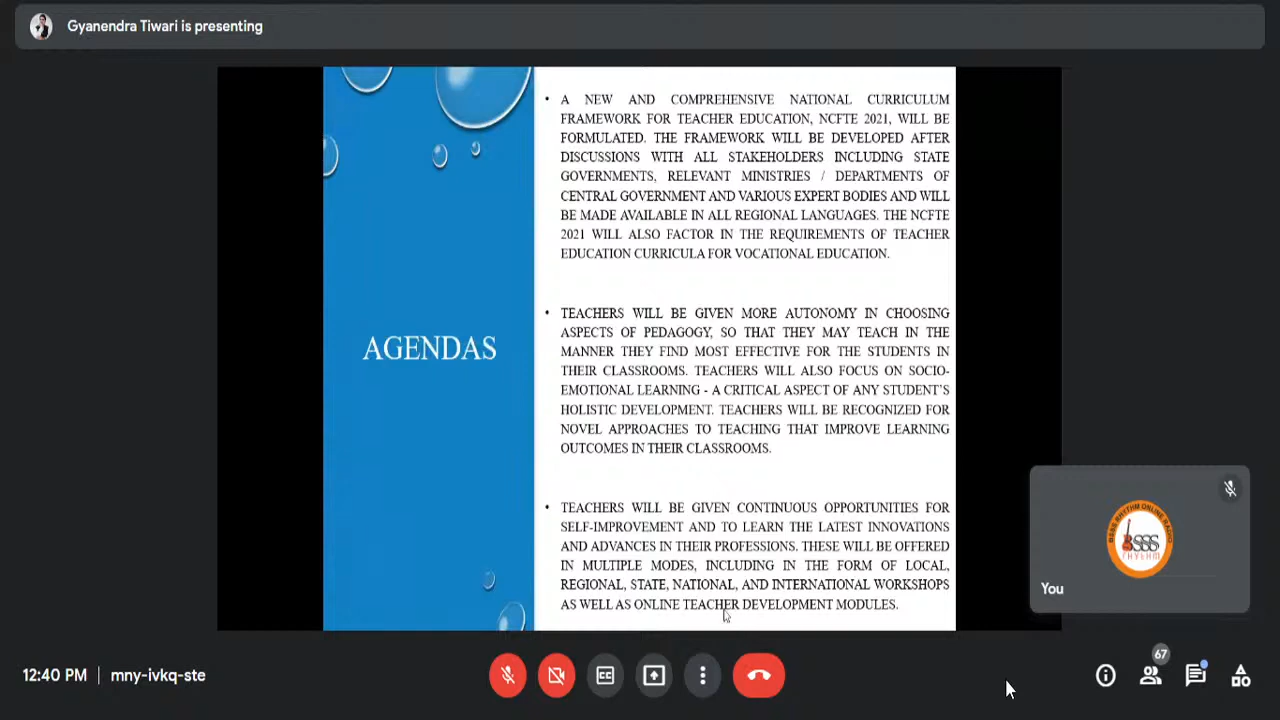 Gyanendra Tiwari is presenting
AGENDAS
• A NEW AND COMPREHENSIVE NATIONAL CURRICULUM
FRAMEWORK FOR TEACHER EDUCATION, NCFTE 2021, WILL BE
FORMULATED. THE FRAMEWORK WILL BE DEVELOPED AFTER
DISCUSSIONS WITH ALL STAKEHOLDERS INCLUDING STATE
GOVERNMENTS, RELEVANT MINISTRIES / DEPARTMENTS OF
CENTRAL GOVERNMENT AND VARIOUS EXPERT BODIES AND WILL
BE MADE AVAILABLE IN ALL REGIONAL LANGUAGES. THE NCFTE
2021 WILL ALSO FACTOR IN THE REQUIREMENTS OF TEACHER
EDUCATION CURRICULA FOR VOCATIONAL EDUCATION.
• TEACHERS WILL BE GIVEN MORE AUTONOMY IN CHOOSING
ASPECTS OF PEDAGOGY, SO THAT THEY MAY TEACH IN THE
MANNER THEY FIND MOST EFFECTIVE FOR THE STUDENTS IN
THEIR CLASSROOMS. TEACHERS WILL ALSO FOCUS ON SOCIO-
EMOTIONAL LEARNING - A CRITICAL ASPECT OF ANY STUDENT'S
HOLISTIC DEVELOPMENT. TEACHERS WILL BE RECOGNIZED FOR
NOVEL APPROACHES TO TEACHING THAT IMPROVE LEARNING
OUTCOMES IN THEIR CLASSROOMS.
• TEACHERS WILL BE GIVEN CONTINUOUS OPPORTUNITIES FOR
SELF-IMPROVEMENT AND TO LEARN THE LATEST INNOVATIONS
AND ADVANCES IN THEIR PROFESSIONS. THESE WILL BE OFFERED
IN MULTIPLE MODES, INCLUDING IN THE FORM OF LOCAL,
REGIONAL, STATE, NATIONAL, AND INTERNATIONAL WORKSHOPS
AS WELL AS ONLINE TEACHER DEVELOPMENT MODULES.
BSSS RHYTHM ONLINE RADIO
BSSS
RHYTHM
You
12:40 PM | mny-ivkq-ste
CC
67